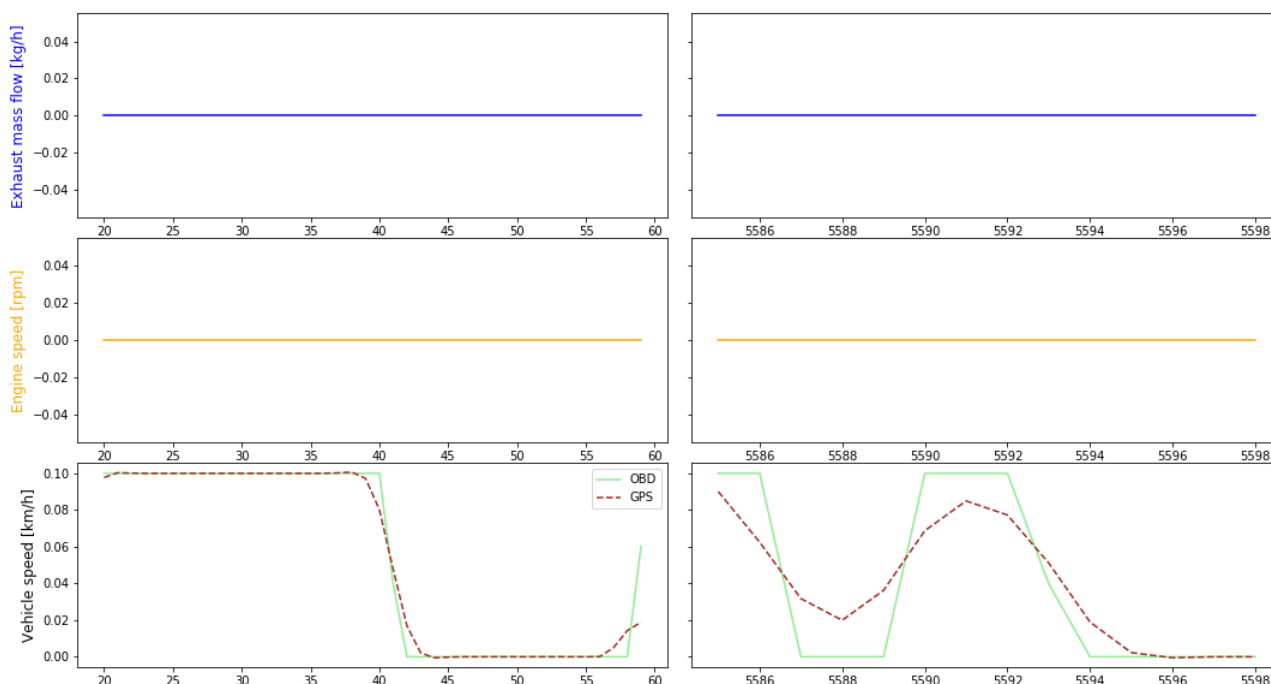 Exhaust mass flow [kg/h]
0.04
0.02
0.00
−0.02
−0.04
20 25 30 35 40 45 50 55 60
5586 5588 5590 5592 5594 5596 5598
Engine speed [rpm]
0.04
0.02
0.00
−0.02
−0.04
20 25 30 35 40 45 50 55 60
5586 5588 5590 5592 5594 5596 5598
Vehicle speed [km/h]
0.10
0.08
0.06
0.04
0.02
0.00
OBD
GPS
20 25 30 35 40 45 50 55 60
5586 5588 5590 5592 5594 5596 5598